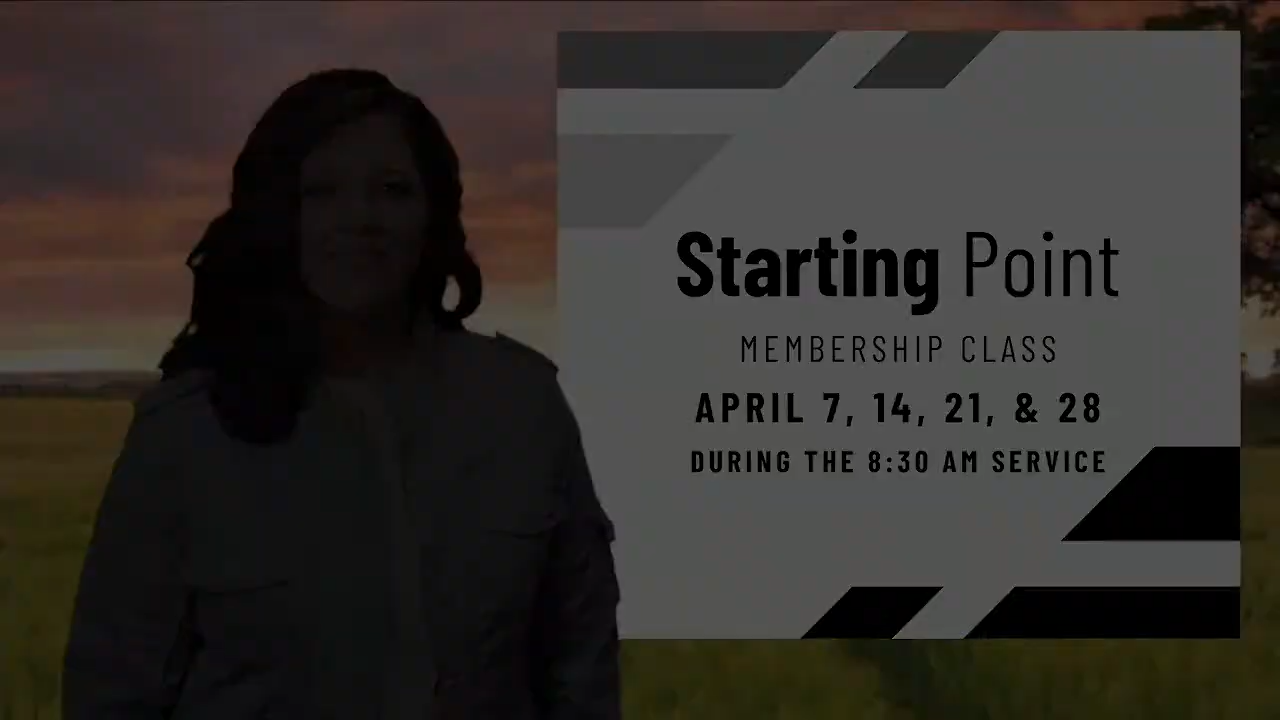 Starting Point
MEMBERSHIP CLASS
APRIL 7, 14, 21, & 28
DURING THE 8:30 AM SERVICE